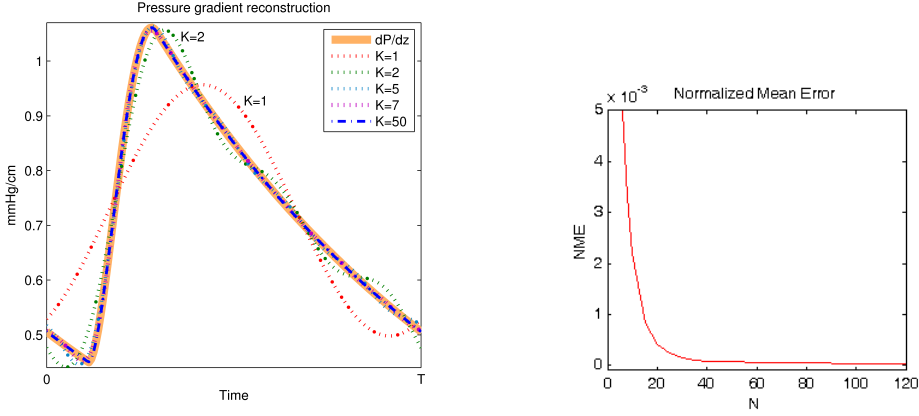 Pressure gradient reconstruction
K=2
K=1
dP/dz
K=1
K=2
K=5
K=7
K=50
1
0.9
0.8
0.7
0.6
0.5
mmHg/cm
0
T
Time
× 10⁻³
Normalized Mean Error
5
4
3
2
1
0
NME
0 20 40 60 80 100 120
N